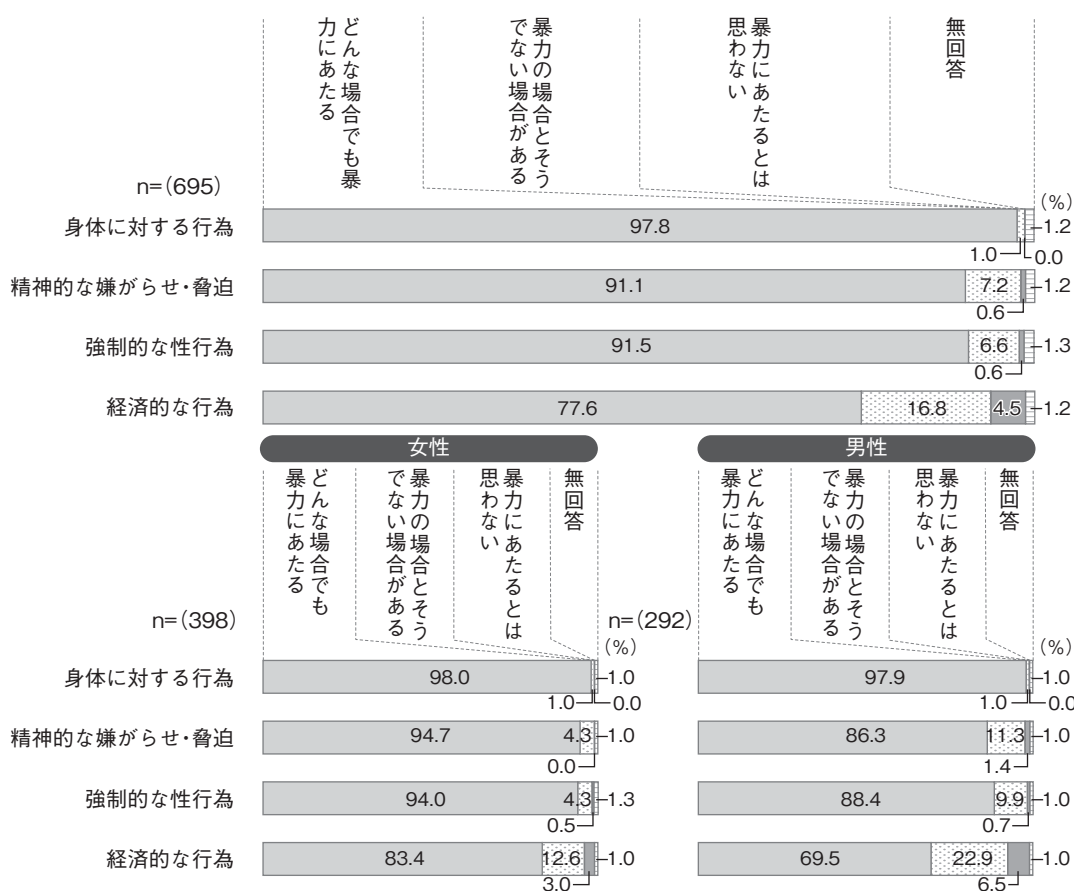 どんな場合でも暴
力にあたる
暴力の場合とそう
でない場合がある
暴力にあたるとは
思わない
無回答
n=(695)
(%)
身体に対する行為 97.8 1.0 0.0 1.2
精神的な嫌がらせ・脅迫 91.1 7.2 0.6 1.2
強制的な性行為 91.5 6.6 0.6 1.3
経済的な行為 77.6 16.8 4.5 1.2
女性
どんな場合でも
暴力にあたる
暴力の場合とそう
でない場合がある
暴力にあたるとは
思わない
無回答
n=(398)
(%)
身体に対する行為 98.0 1.0 0.0 1.0
精神的な嫌がらせ・脅迫 94.7 4.3 0.0 1.0
強制的な性行為 94.0 4.3 0.5 1.3
経済的な行為 83.4 12.6 3.0 1.0
男性
どんな場合でも
暴力にあたる
暴力の場合とそう
でない場合がある
暴力にあたるとは
思わない
無回答
n=(292)
(%)
97.9 1.0 0.0 1.0
86.3 11.3 1.4 1.0
88.4 9.9 0.7 1.0
69.5 22.9 6.5 1.0